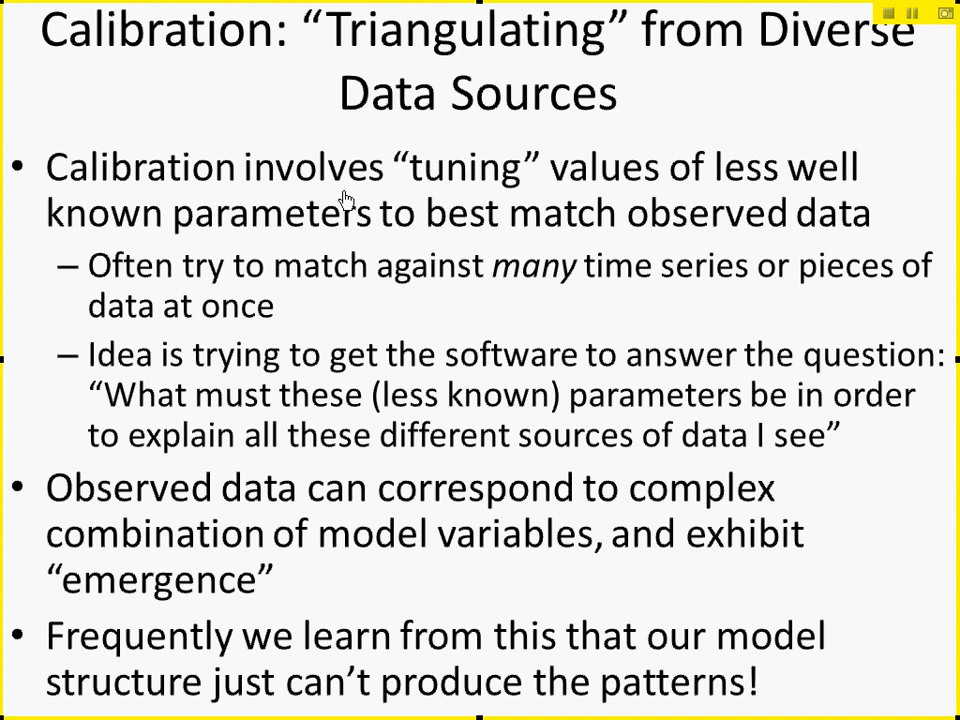 Calibration: “Triangulating” from Diverse
Data Sources
• Calibration involves “tuning” values of less well
known parameters to best match observed data
– Often try to match against many time series or pieces of
data at once
– Idea is trying to get the software to answer the question:
“What must these (less known) parameters be in order
to explain all these different sources of data I see”
• Observed data can correspond to complex
combination of model variables, and exhibit
“emergence”
• Frequently we learn from this that our model
structure just can’t produce the patterns!